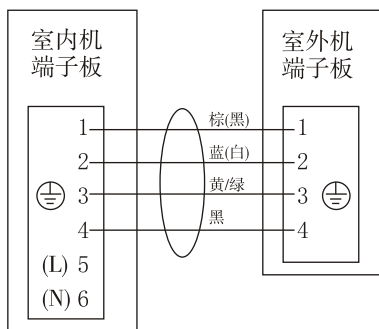 室内机
端子板
室外机
端子板
1 棕(黑) 1
2 蓝(白) 2
3 黄/绿 3
4 黑 4
(L) 5
(N) 6